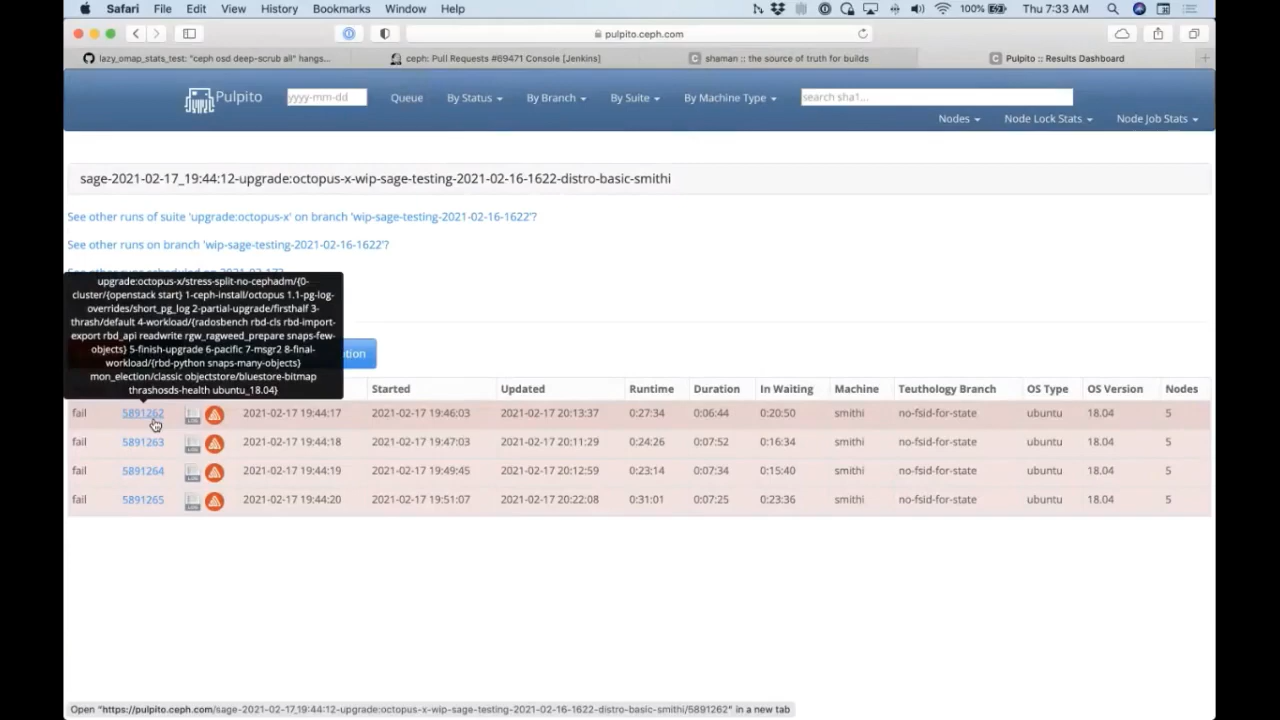 Safari File Edit View History Bookmarks Window Help 100% Thu 7:33 AM
pulpito.ceph.com
lazy_omap_stats_test: "ceph osd deep-scrub all" hangs... ceph: Pull Requests #69471 Console [Jenkins] shaman :: the source of truth for builds Pulpito :: Results Dashboard
Pulpito yyyy-mm-dd Queue By Status By Branch By Suite By Machine Type search sha1...
Nodes Node Lock Stats Node Job Stats
sage-2021-02-17_19:44:12-upgrade:octopus-x-wip-sage-testing-2021-02-16-1622-distro-basic-smithi
See other runs of suite 'upgrade:octopus-x' on branch 'wip-sage-testing-2021-02-16-1622'?
See other runs on branch 'wip-sage-testing-2021-02-16-1622'?
upgrade:octopus-x/stress-split-no-cephadm/{0-
cluster/{openstack start} 1-ceph-install/octopus 1.1-pg-log-
overrides/short_pg_log 2-partial-upgrade/firsthalf 3-
thrash/default 4-workload/{radosbench rbd-cls rbd-import-
export rbd_api readwrite rgw_ragweed_prepare snaps-few-
objects} 5-finish-upgrade 6-pacific 7-msgr2 8-final-
workload/{rbd-python snaps-many-objects}
mon_election/classic objectstore/bluestore-bitmap
thrashosds-health ubuntu_18.04}
Started Updated Runtime Duration In Waiting Machine Teuthology Branch OS Type OS Version Nodes
fail 5891262 LOG 2021-02-17 19:44:17 2021-02-17 19:46:03 2021-02-17 20:13:37 0:27:34 0:06:44 0:20:50 smithi no-fsid-for-state ubuntu 18.04 5
fail 5891263 LOG 2021-02-17 19:44:18 2021-02-17 19:47:03 2021-02-17 20:11:29 0:24:26 0:07:52 0:16:34 smithi no-fsid-for-state ubuntu 18.04 5
fail 5891264 LOG 2021-02-17 19:44:19 2021-02-17 19:49:45 2021-02-17 20:12:59 0:23:14 0:07:34 0:15:40 smithi no-fsid-for-state ubuntu 18.04 5
fail 5891265 LOG 2021-02-17 19:44:20 2021-02-17 19:51:07 2021-02-17 20:22:08 0:31:01 0:07:25 0:23:36 smithi no-fsid-for-state ubuntu 18.04 5
Open "https://pulpito.ceph.com/sage-2021-02-17_19:44:12-upgrade:octopus-x-wip-sage-testing-2021-02-16-1622-distro-basic-smithi/5891262" in a new tab